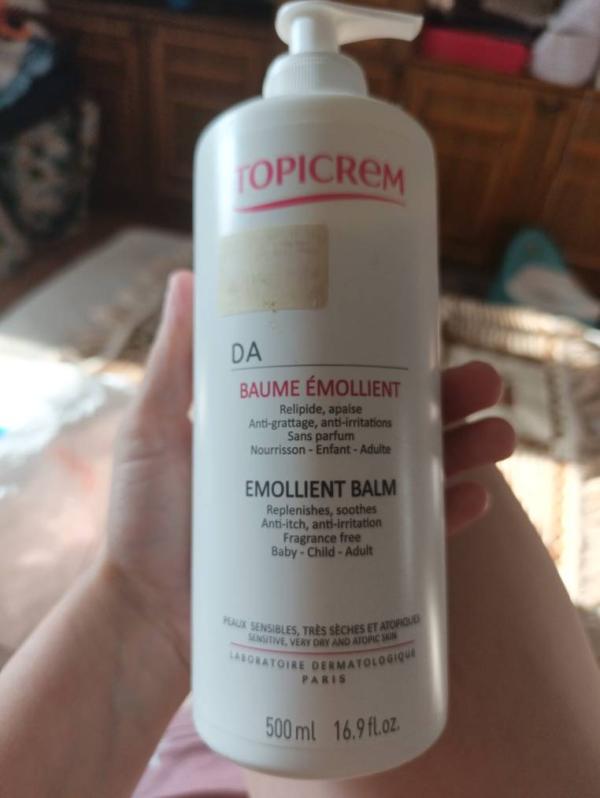 TOPICREM
DA
BAUME ÉMOLLIENT
Relipide, apaise
Anti-grattage, anti-irritations
Sans parfum
Nourrisson - Enfant - Adulte
EMOLLIENT BALM
Replenishes, soothes
Anti-itch, anti-irritation
Fragrance free
Baby - Child - Adult
PEAUX SENSIBLES, TRÈS SÈCHES ET ATOPIQUES
SENSITIVE, VERY DRY AND ATOPIC SKIN
LABORATOIRE DERMATOLOGIQUE
PARIS
500 ml 16.9 fl.oz.